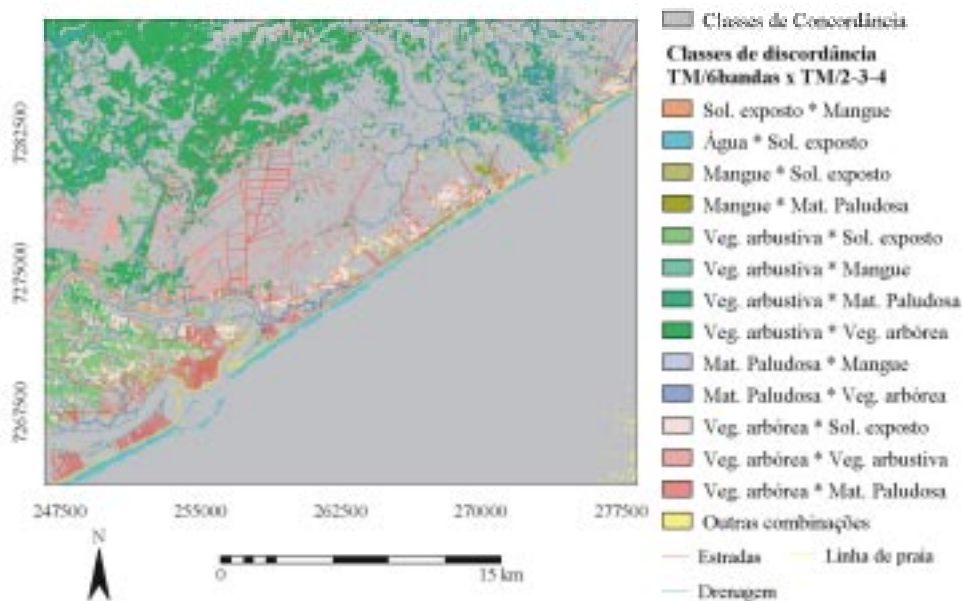 Classes de Concordância
Classes de discordância
TM/6bandas x TM/2-3-4
Sol. exposto * Mangue
Água * Sol. exposto
Mangue * Sol. exposto
Mangue * Mat. Paludosa
Veg. arbustiva * Sol. exposto
Veg. arbustiva * Mangue
Veg. arbustiva * Mat. Paludosa
Veg. arbustiva * Veg. arbórea
Mat. Paludosa * Mangue
Mat. Paludosa * Veg. arbórea
Veg. arbórea * Sol. exposto
Veg. arbórea * Veg. arbustiva
Veg. arbórea * Mat. Paludosa
Outras combinações
Estradas
Linha de praia
Drenagem
7282500
7275000
7267500
247500
255000
262500
270000
277500
N
0
15 km